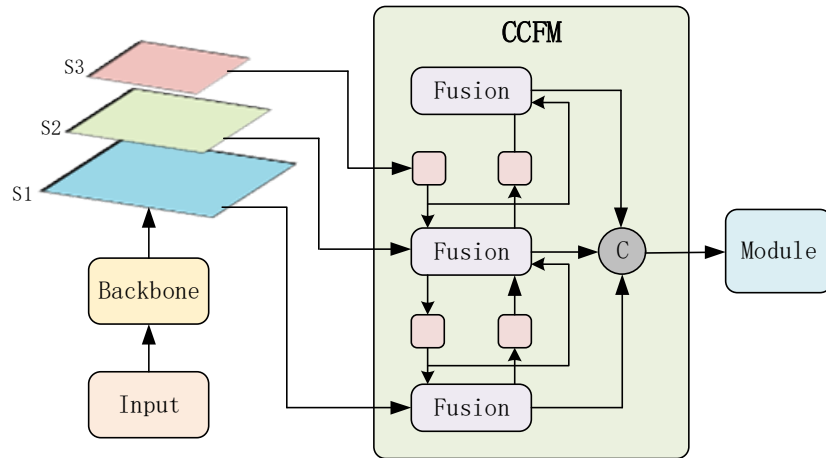 CCFM
S3
Fusion
S2
S1
Fusion
C
Module
Backbone
Input
Fusion